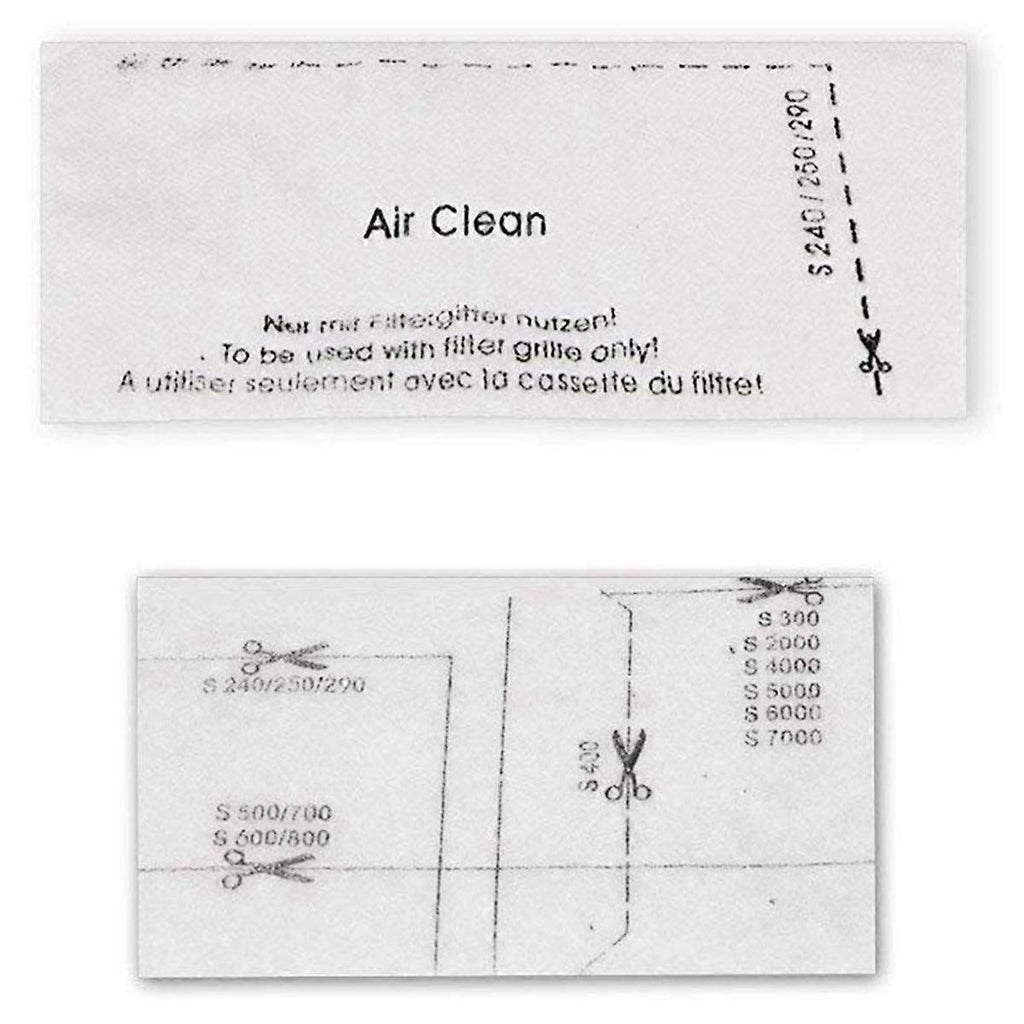 S 240/250/290
Air Clean
Nur mit Filtergitter nutzen!
To be used with filter grille only!
A utiliser seulement avec la cassette du filtre!
S 300
S 2000
S 4000
S 5000
S 6000
S 7000
S 240/250/290
S 400
S 500/700
S 600/800